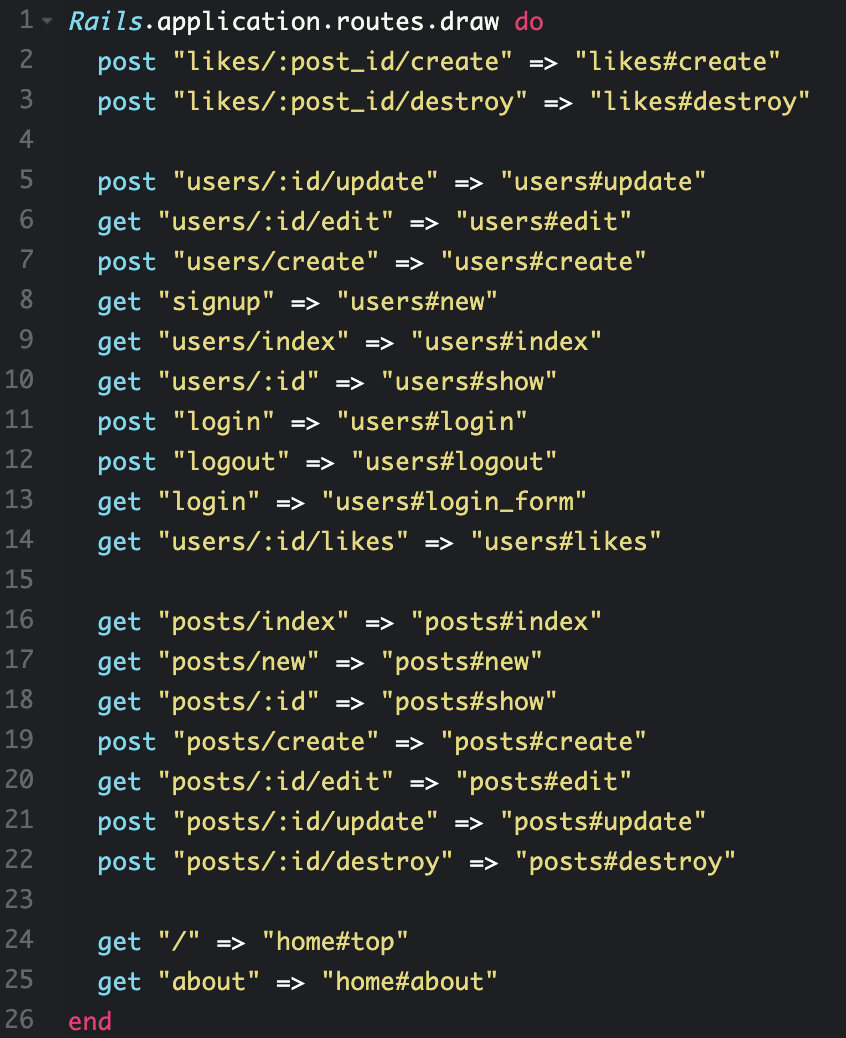 1 Rails.application.routes.draw do
2   post "likes/:post_id/create" => "likes#create"
3   post "likes/:post_id/destroy" => "likes#destroy"
4
5   post "users/:id/update" => "users#update"
6   get "users/:id/edit" => "users#edit"
7   post "users/create" => "users#create"
8   get "signup" => "users#new"
9   get "users/index" => "users#index"
10   get "users/:id" => "users#show"
11   post "login" => "users#login"
12   post "logout" => "users#logout"
13   get "login" => "users#login_form"
14   get "users/:id/likes" => "users#likes"
15
16   get "posts/index" => "posts#index"
17   get "posts/new" => "posts#new"
18   get "posts/:id" => "posts#show"
19   post "posts/create" => "posts#create"
20   get "posts/:id/edit" => "posts#edit"
21   post "posts/:id/update" => "posts#update"
22   post "posts/:id/destroy" => "posts#destroy"
23
24   get "/" => "home#top"
25   get "about" => "home#about"
26 end